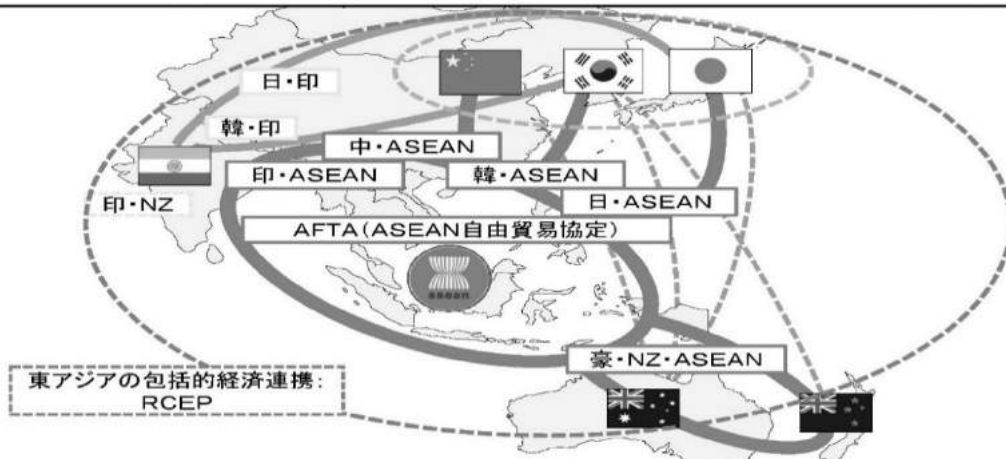 日・印
韓・印
中・ASEAN
印・ASEAN
韓・ASEAN
印・NZ
日・ASEAN
AFTA(ASEAN自由貿易協定)
asean
豪・NZ・ASEAN
東アジアの包括的経済連携:
RCEP